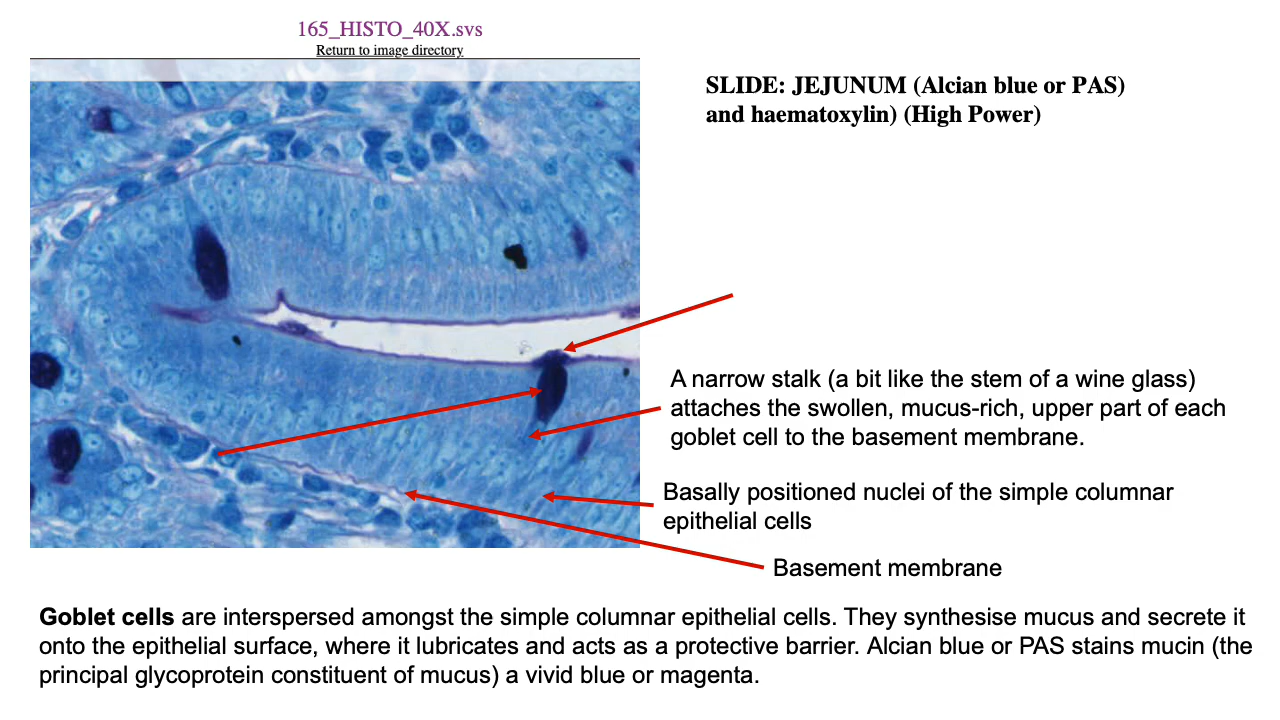 165_HISTO_40X.svs
Return to image directory
SLIDE: JEJUNUM (Alcian blue or PAS)
and haematoxylin) (High Power)
A narrow stalk (a bit like the stem of a wine glass)
attaches the swollen, mucus-rich, upper part of each
goblet cell to the basement membrane.
Basally positioned nuclei of the simple columnar
epithelial cells
Basement membrane
Goblet cells are interspersed amongst the simple columnar epithelial cells. They synthesise mucus and secrete it
onto the epithelial surface, where it lubricates and acts as a protective barrier. Alcian blue or PAS stains mucin (the
principal glycoprotein constituent of mucus) a vivid blue or magenta.